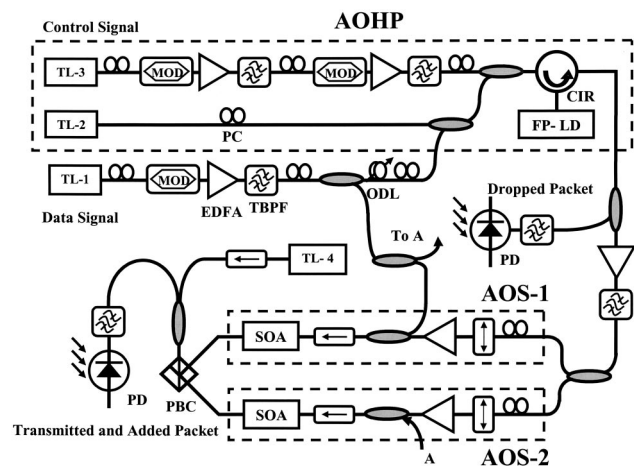 AOHP
Control Signal
TL-3
MOD
MOD
CIR
TL-2
PC
FP- LD
TL-1
MOD
EDFA
TBPF
ODL
Data Signal
Dropped Packet
PD
To A
TL- 4
AOS-1
SOA
PD
PBC
SOA
Transmitted and Added Packet
A
AOS-2